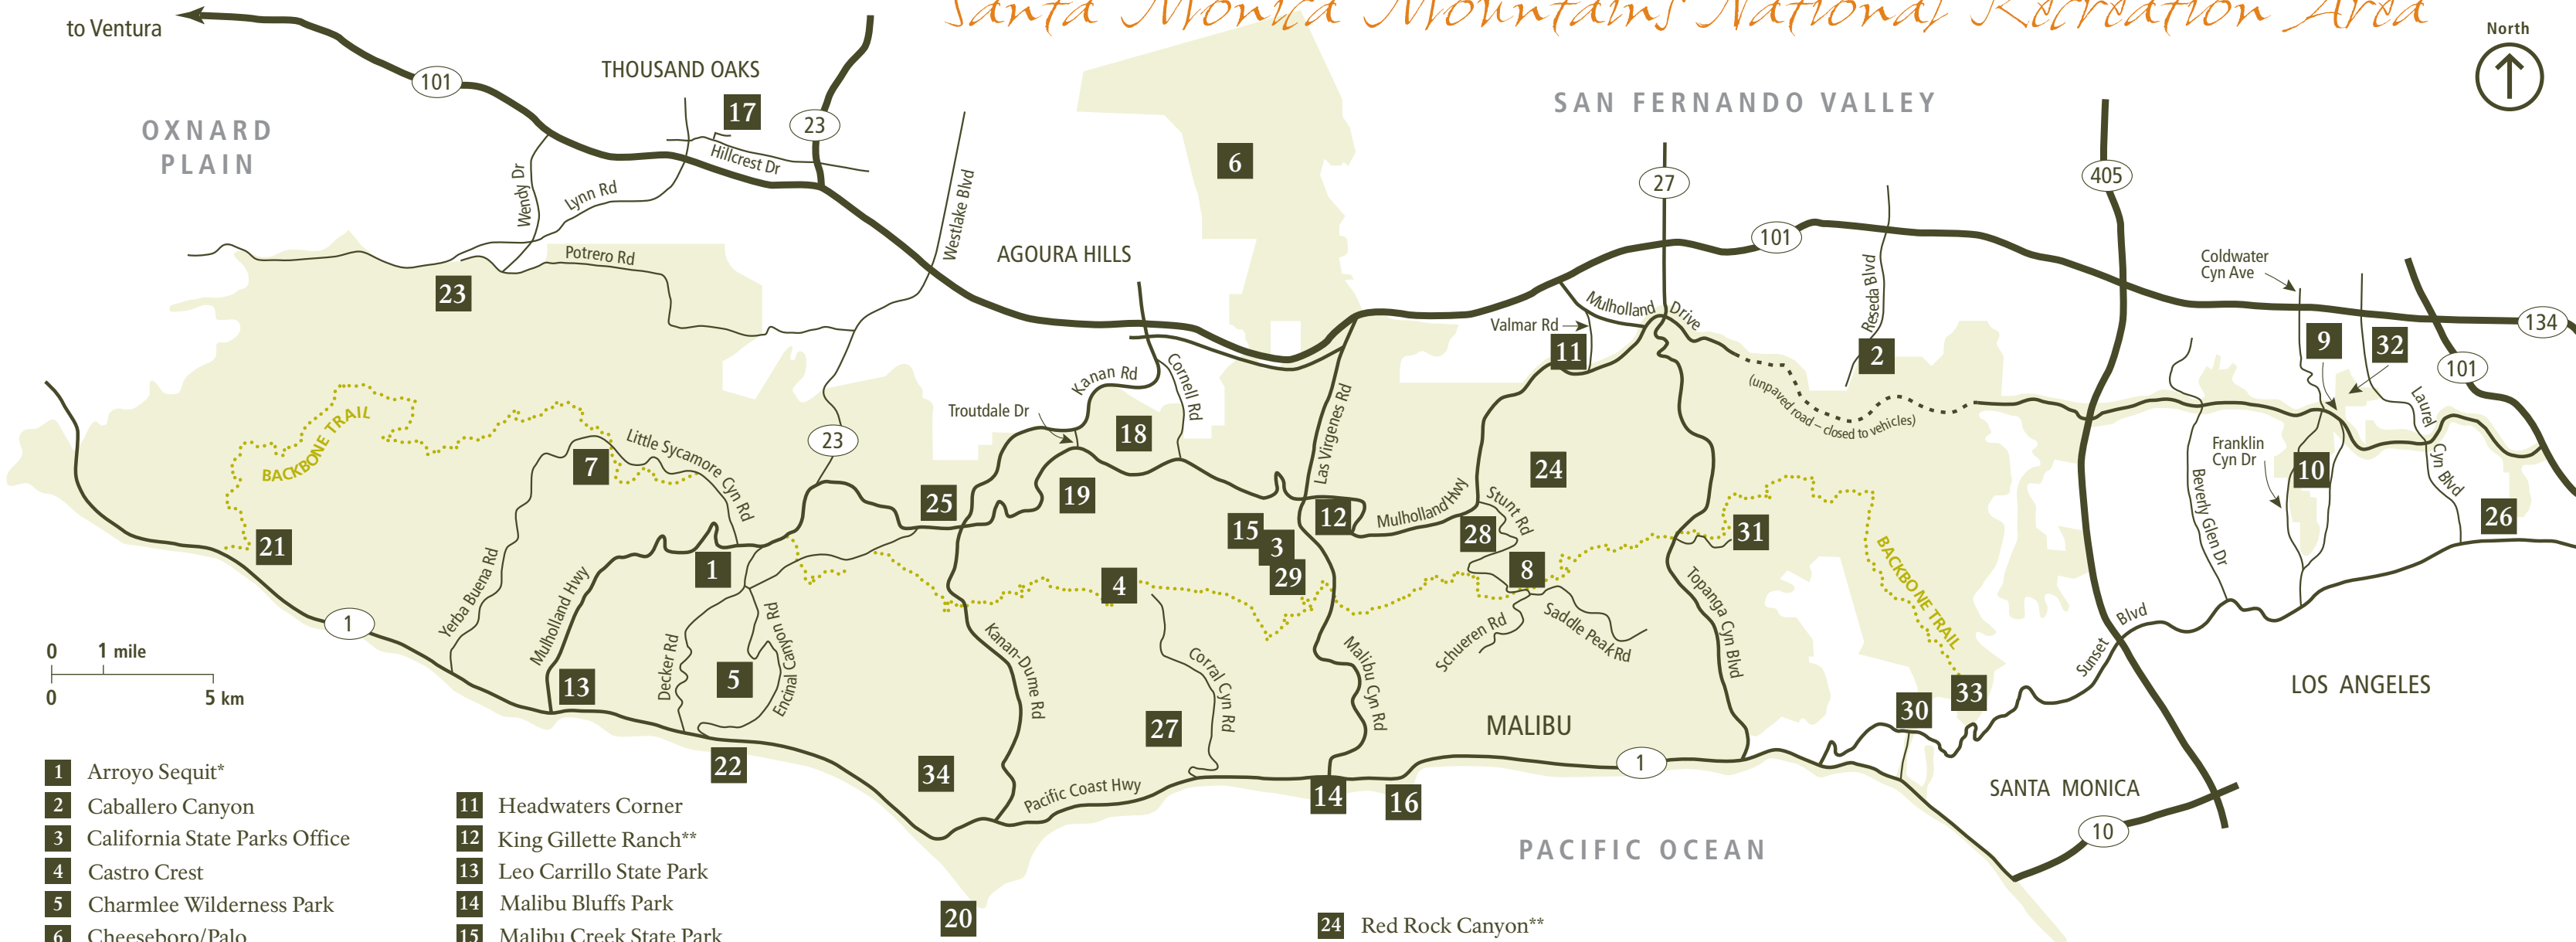 Santa Monica Mountains National Recreation Area
to Ventura
North
101
THOUSAND OAKS
17
23
OXNARD
PLAIN
SAN FERNANDO VALLEY
Hillcrest Dr
6
27
405
Wendy Dr
Lynn Rd
Westlake Blvd
101
Potrero Rd
AGOURA HILLS
Coldwater
Cyn Ave
23
Reseda Blvd
Mulholland Drive
Valmar Rd
11
2
9
32
134
101
Kanan Rd
Cornell Rd
Troutdale Dr
Las Virgenes Rd
(unpaved road – closed to vehicles)
BACKBONE TRAIL
Little Sycamore Cyn Rd
23
18
7
24
Franklin
Cyn Dr
10
Laurel Cyn Blvd
Beverly Glen Dr
25
19
Mulholland Hwy
Stunt Rd
12
15
3
29
28
8
31
26
21
1
4
BACKBONE TRAIL
Yerba Buena Rd
Mulholland Hwy
1
Decker Rd
Encinal Canyon Rd
Kanan-Dume Rd
Corral Cyn Rd
Malibu Cyn Rd
Schueren Rd
Saddle Peak Rd
Topanga Cyn Blvd
Sunset Blvd
0 1 mile
0 5 km
13
5
27
MALIBU
30
33
LOS ANGELES
22
34
Pacific Coast Hwy
1
14
16
SANTA MONICA
10
PACIFIC OCEAN
20
1 Arroyo Sequit*
2 Caballero Canyon
3 California State Parks Office
4 Castro Crest
5 Charmlee Wilderness Park
6 Cheeseboro/Palo
11 Headwaters Corner
12 King Gillette Ranch**
13 Leo Carrillo State Park
14 Malibu Bluffs Park
15 Malibu Creek State Park
24 Red Rock Canyon**